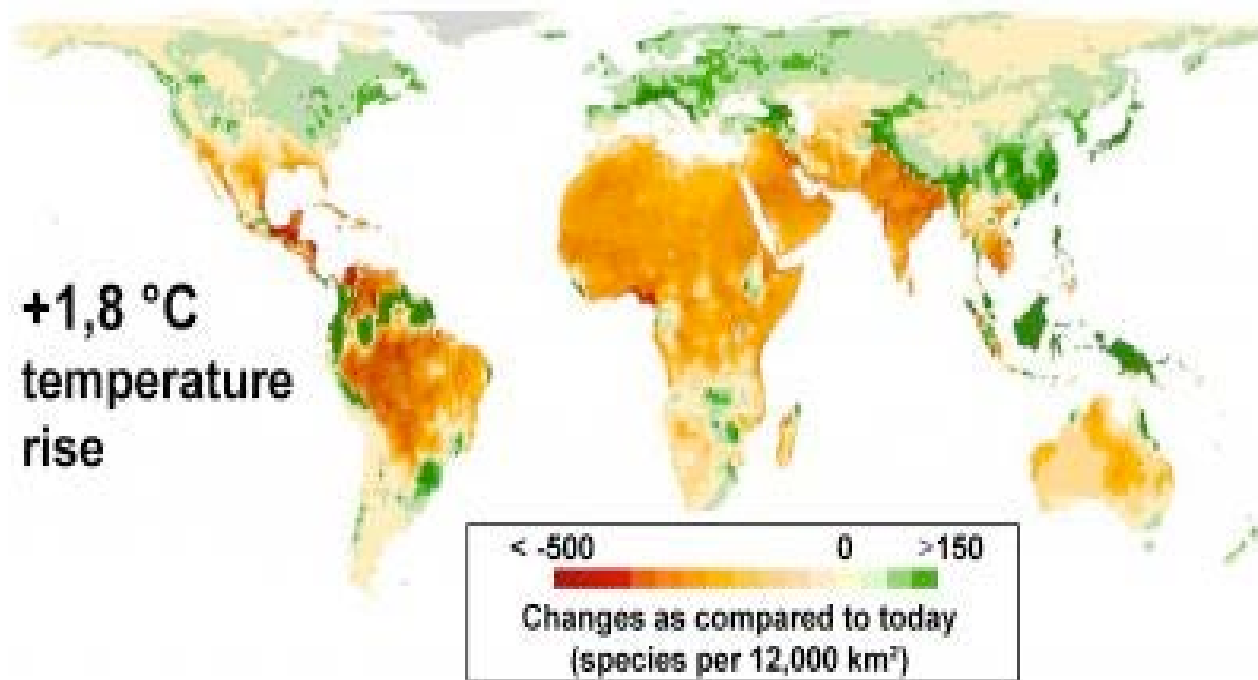 +1,8 °C
temperature
rise
< -500 0 >150
Changes as compared to today
(species per 12,000 km²)